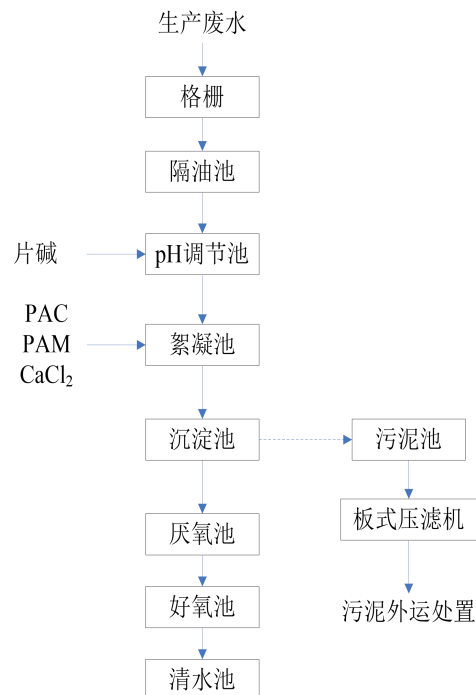 生产废水
格栅
隔油池
片碱
pH调节池
PAC
PAM
CaCl₂
絮凝池
沉淀池
污泥池
厌氧池
板式压滤机
好氧池
污泥外运处置
清水池